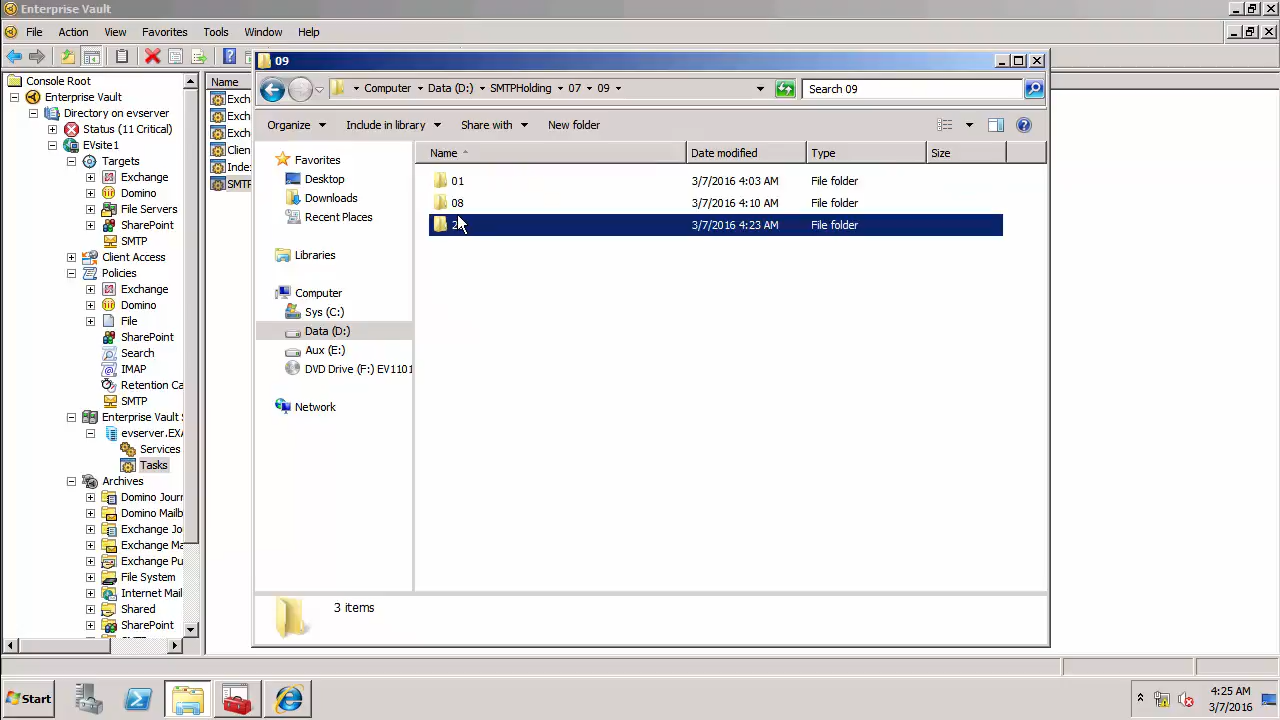 Enterprise Vault
File Action View Favorites Tools Window Help
Console Root
Enterprise Vault
Directory on evserver
Status (11 Critical)
EVsite1
Targets
Exchange
Domino
File Servers
SharePoint
SMTP
Client Access
Policies
Exchange
Domino
File
SharePoint
Search
IMAP
Retention Ca
SMTP
Enterprise Vault S
evserver.EXA
Services
Tasks
Archives
Domino Journ
Domino Mailb
Exchange Jo
Exchange Ma
Exchange Pu
File System
Internet Mail
Shared
SharePoint
Name
Exch
Exch
Exch
Clien
Index
SMTP
09
Computer Data (D:) SMTPHolding 07 09
Search 09
Organize Include in library Share with New folder
Favorites
Desktop
Downloads
Recent Places
Libraries
Computer
Sys (C:)
Data (D:)
Aux (E:)
DVD Drive (F:) EV1101
Network
Name Date modified Type Size
01 3/7/2016 4:03 AM File folder
08 3/7/2016 4:10 AM File folder
3/7/2016 4:23 AM File folder
3 items
Start
4:25 AM
3/7/2016